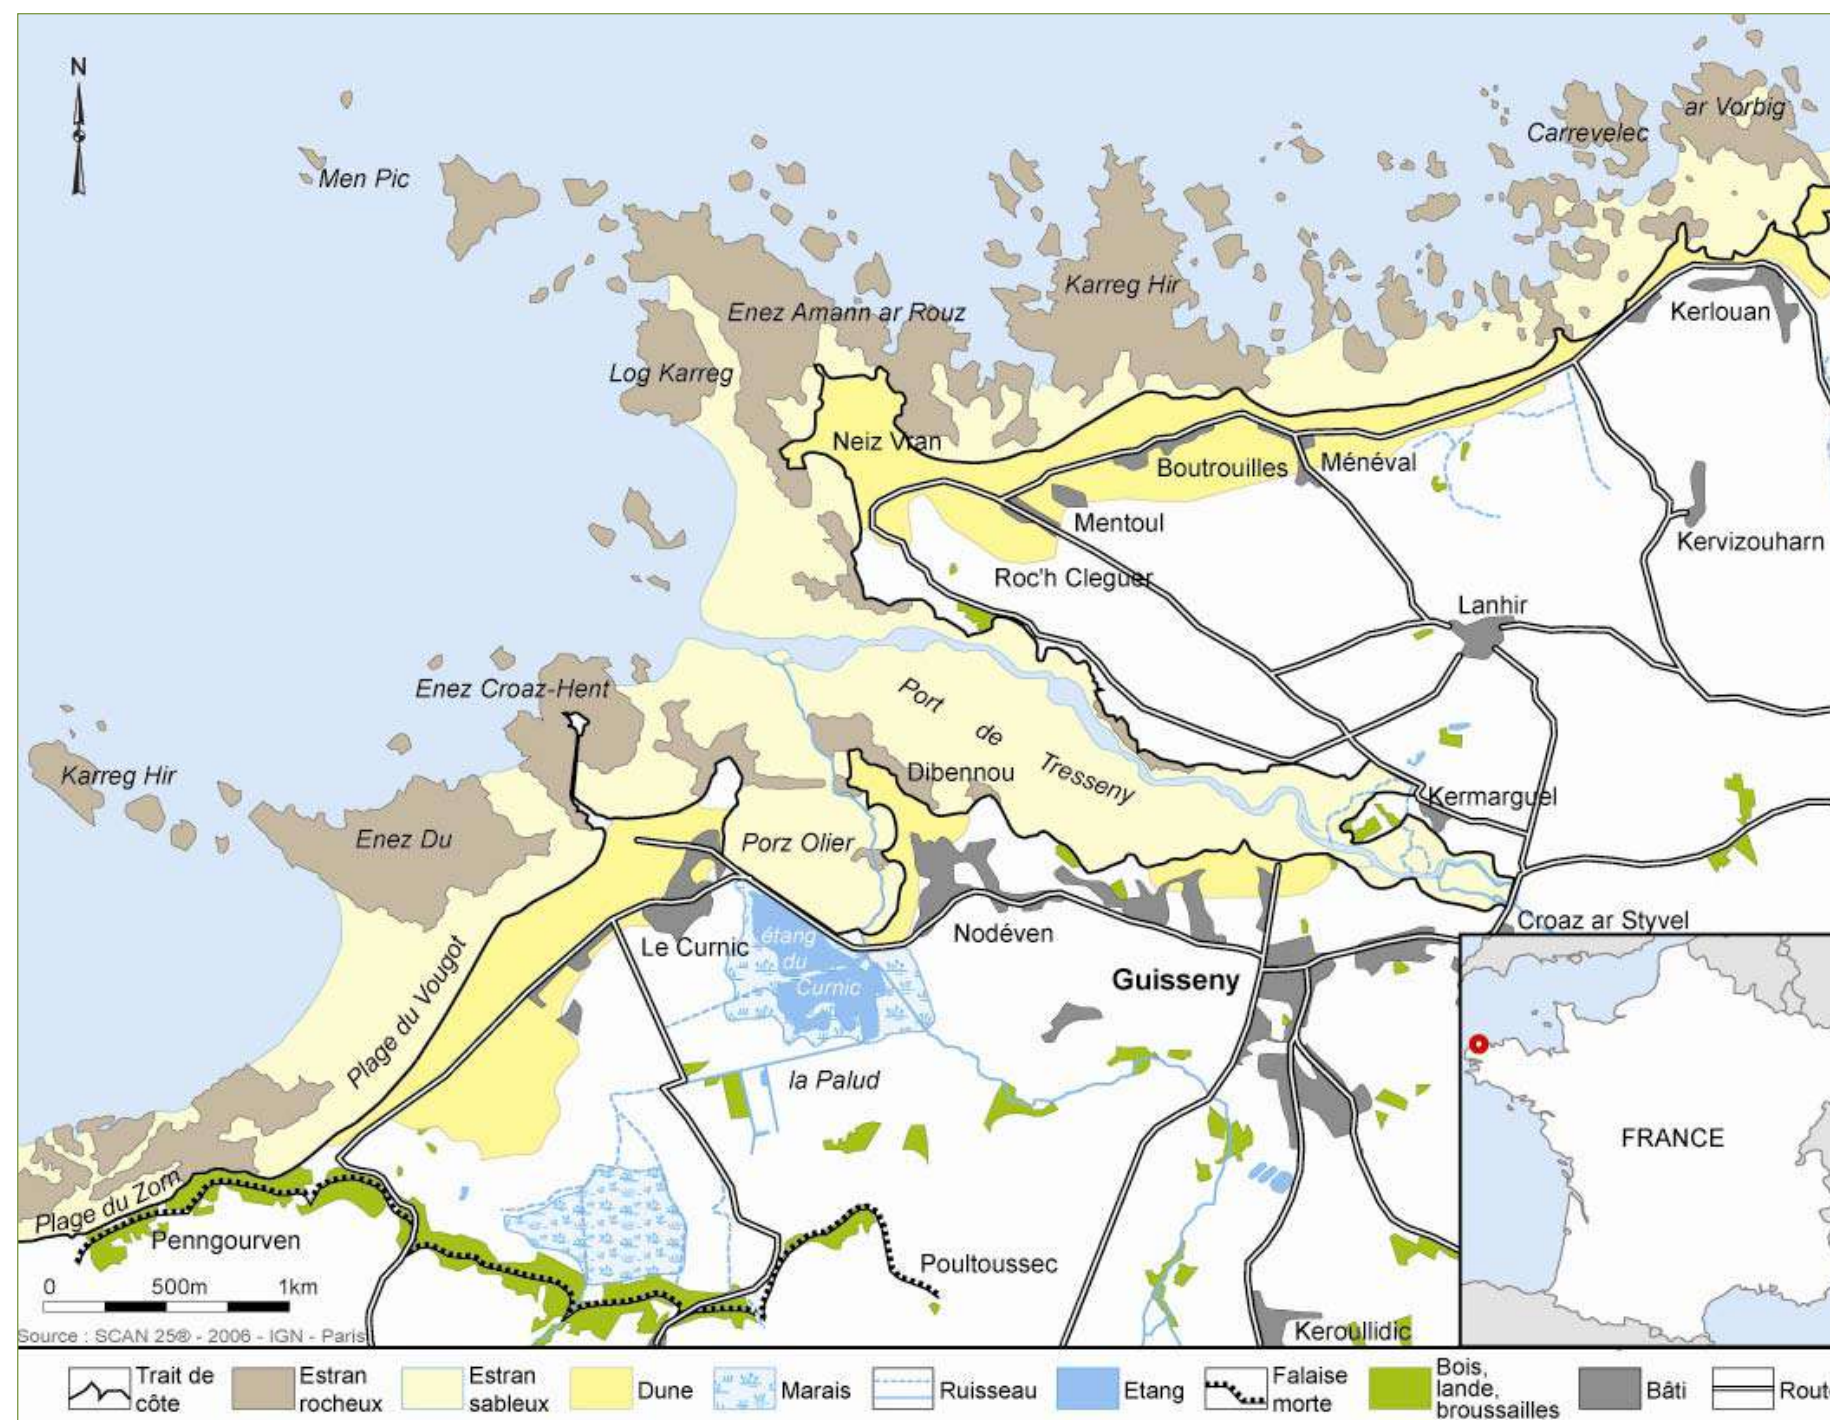 N
Men Pic
ar Vorbig
Carrevelec
Karreg Hir
Enez Amann ar Rouz
Kerlouan
Log Karreg
Neiz Vran
Boutrouilles
Ménéval
Mentoul
Kervizouharn
Roc'h Cleguer
Lanhir
Enez Croaz-Hent
Port
de
Tresseny
Karreg Hir
Dibennou
Kermarguel
Enez Du
Porz Olier
Croaz ar Styvel
Nodéven
Le Curnic
étang
du
Curnic
Guisseny
Plage du Vougot
la Palud
FRANCE
Plage du Zorn
Penngourven
Poultoussec
0 500m 1km
Keroullidic
Source : SCAN 25® - 2006 - IGN - Paris
Trait de
côte
Estran
rocheux
Estran
sableux
Dune
Marais
Ruisseau
Etang
Falaise
morte
Bois,
lande,
broussailles
Bâti
Rout